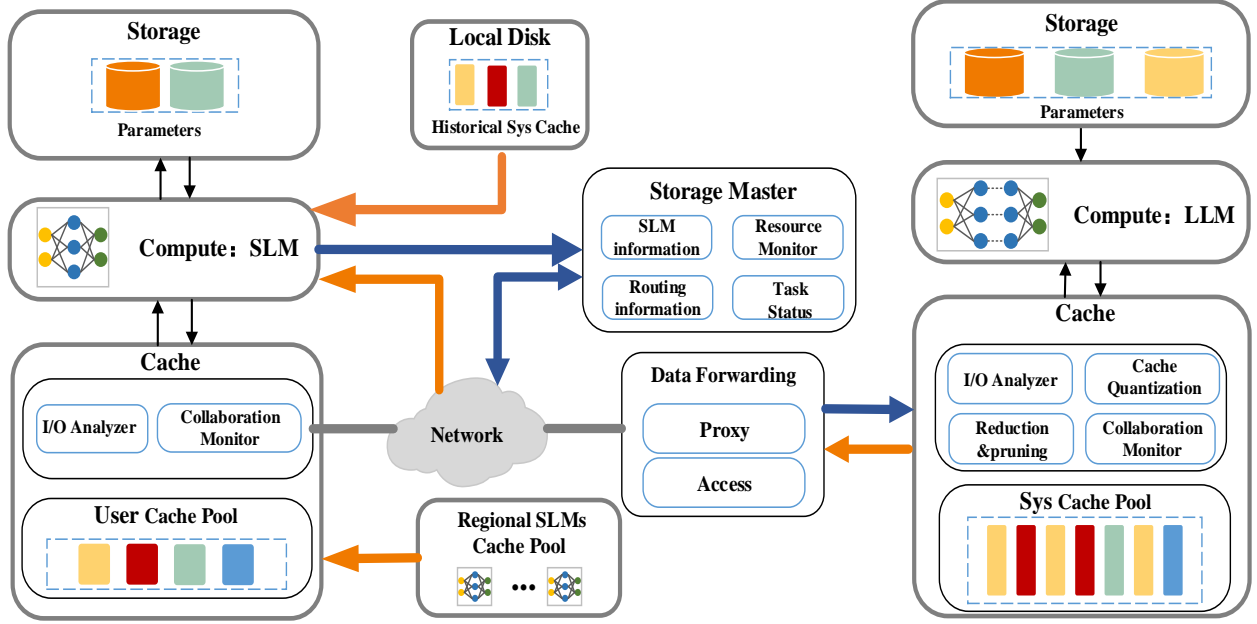 Storage
Parameters
Compute：SLM
Cache
I/O Analyzer
Collaboration
Monitor
User Cache Pool
Local Disk
Historical Sys Cache
Storage Master
SLM
information
Resource
Monitor
Routing
information
Task
Status
Network
Data Forwarding
Proxy
Access
Regional SLMs
Cache Pool
•••
Storage
Parameters
Compute：LLM
Cache
I/O Analyzer
Cache
Quantization
Reduction
&pruning
Collaboration
Monitor
Sys Cache Pool